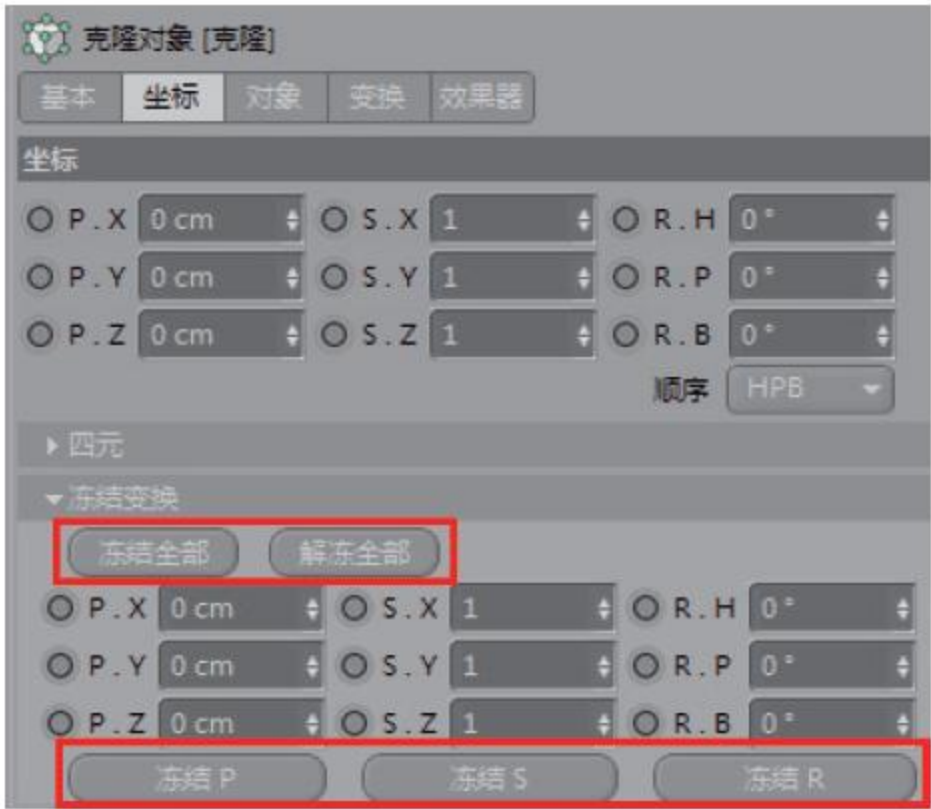 克隆对象 [克隆]
基本 坐标 对象 变换 效果器
坐标
P . X 0 cm S . X 1 R . H 0°
P . Y 0 cm S . Y 1 R . P 0°
P . Z 0 cm S . Z 1 R . B 0°
顺序 HPB
四元
冻结变换
冻结全部 解冻全部
P . X 0 cm S . X 1 R . H 0°
P . Y 0 cm S . Y 1 R . P 0°
P . Z 0 cm S . Z 1 R . B 0°
冻结 P 冻结 S 冻结 R